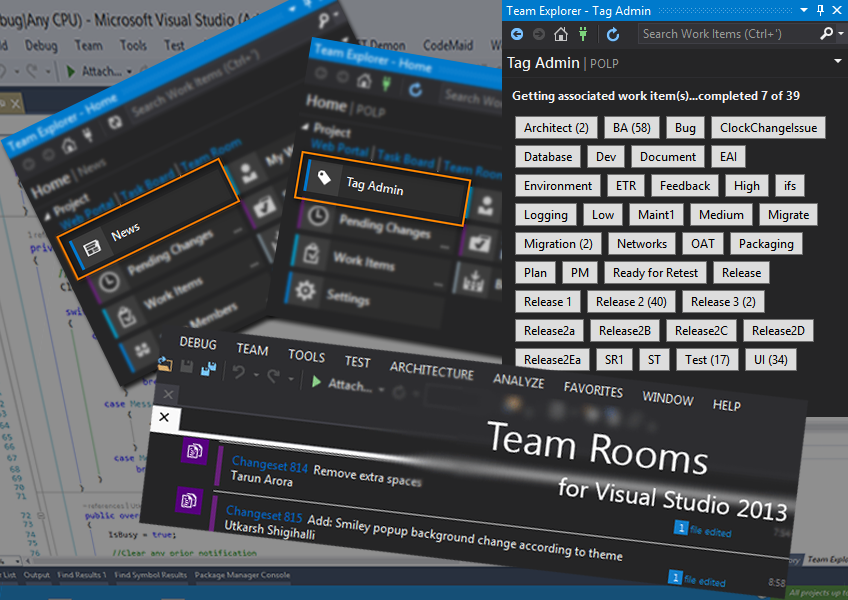 bug\Any CPU) - Microsoft Visual Studio (A
Debug Team Tools Test
CodeMaid
Attach...
Team Explorer - Home
Search Work Items (Ctrl+')
Home | News
Project
Web Portal | Task Board | Team Room
News
My W
Pending Changes
Work Items
Members
Team Explorer - Home
Search Wor
Home | POLP
Project
Web Portal | Task Board | Team Room
Tag Admin
Pending Changes
Work Items
Settings
Team Explorer - Tag Admin
Search Work Items (Ctrl+')
Tag Admin | POLP
Getting associated work item(s)...completed 7 of 39
Architect (2) BA (58) Bug ClockChangeIssue
Database Dev Document EAI
Environment ETR Feedback High ifs
Logging Low Maint1 Medium Migrate
Migration (2) Networks OAT Packaging
Plan PM Ready for Retest Release
Release 1 Release 2 (40) Release 3 (2)
Release2a Release2B Release2C Release2D
Release2Ea SR1 ST Test (17) UI (34)
DEBUG TEAM TOOLS TEST ARCHITECTURE ANALYZE FAVORITES WINDOW HELP
Attach...
Team Rooms
for Visual Studio 2013
Changeset 814 Remove extra spaces
Tarun Arora
1 file edited
7:54
Changeset 815 Add: Smiley popup background change according to theme
Utkarsh Shigihalli
1 file edited
8:58
case Mess
case Me
public over
IsBusy = true;
//Clear any prior notification
Team Explo
List Output Find Results 1 Find Symbol Results Package Manager Console
All projects up to